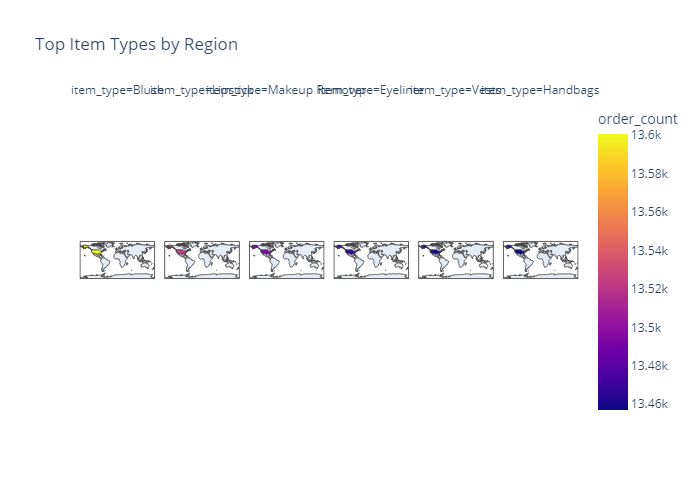 Top Item Types by Region
item_type=Blush
item_type=Lipstick
item_type=Makeup Remover
item_type=Eyeliner
item_type=Vests
item_type=Handbags
order_count
13.6k
13.58k
13.56k
13.54k
13.52k
13.5k
13.48k
13.46k